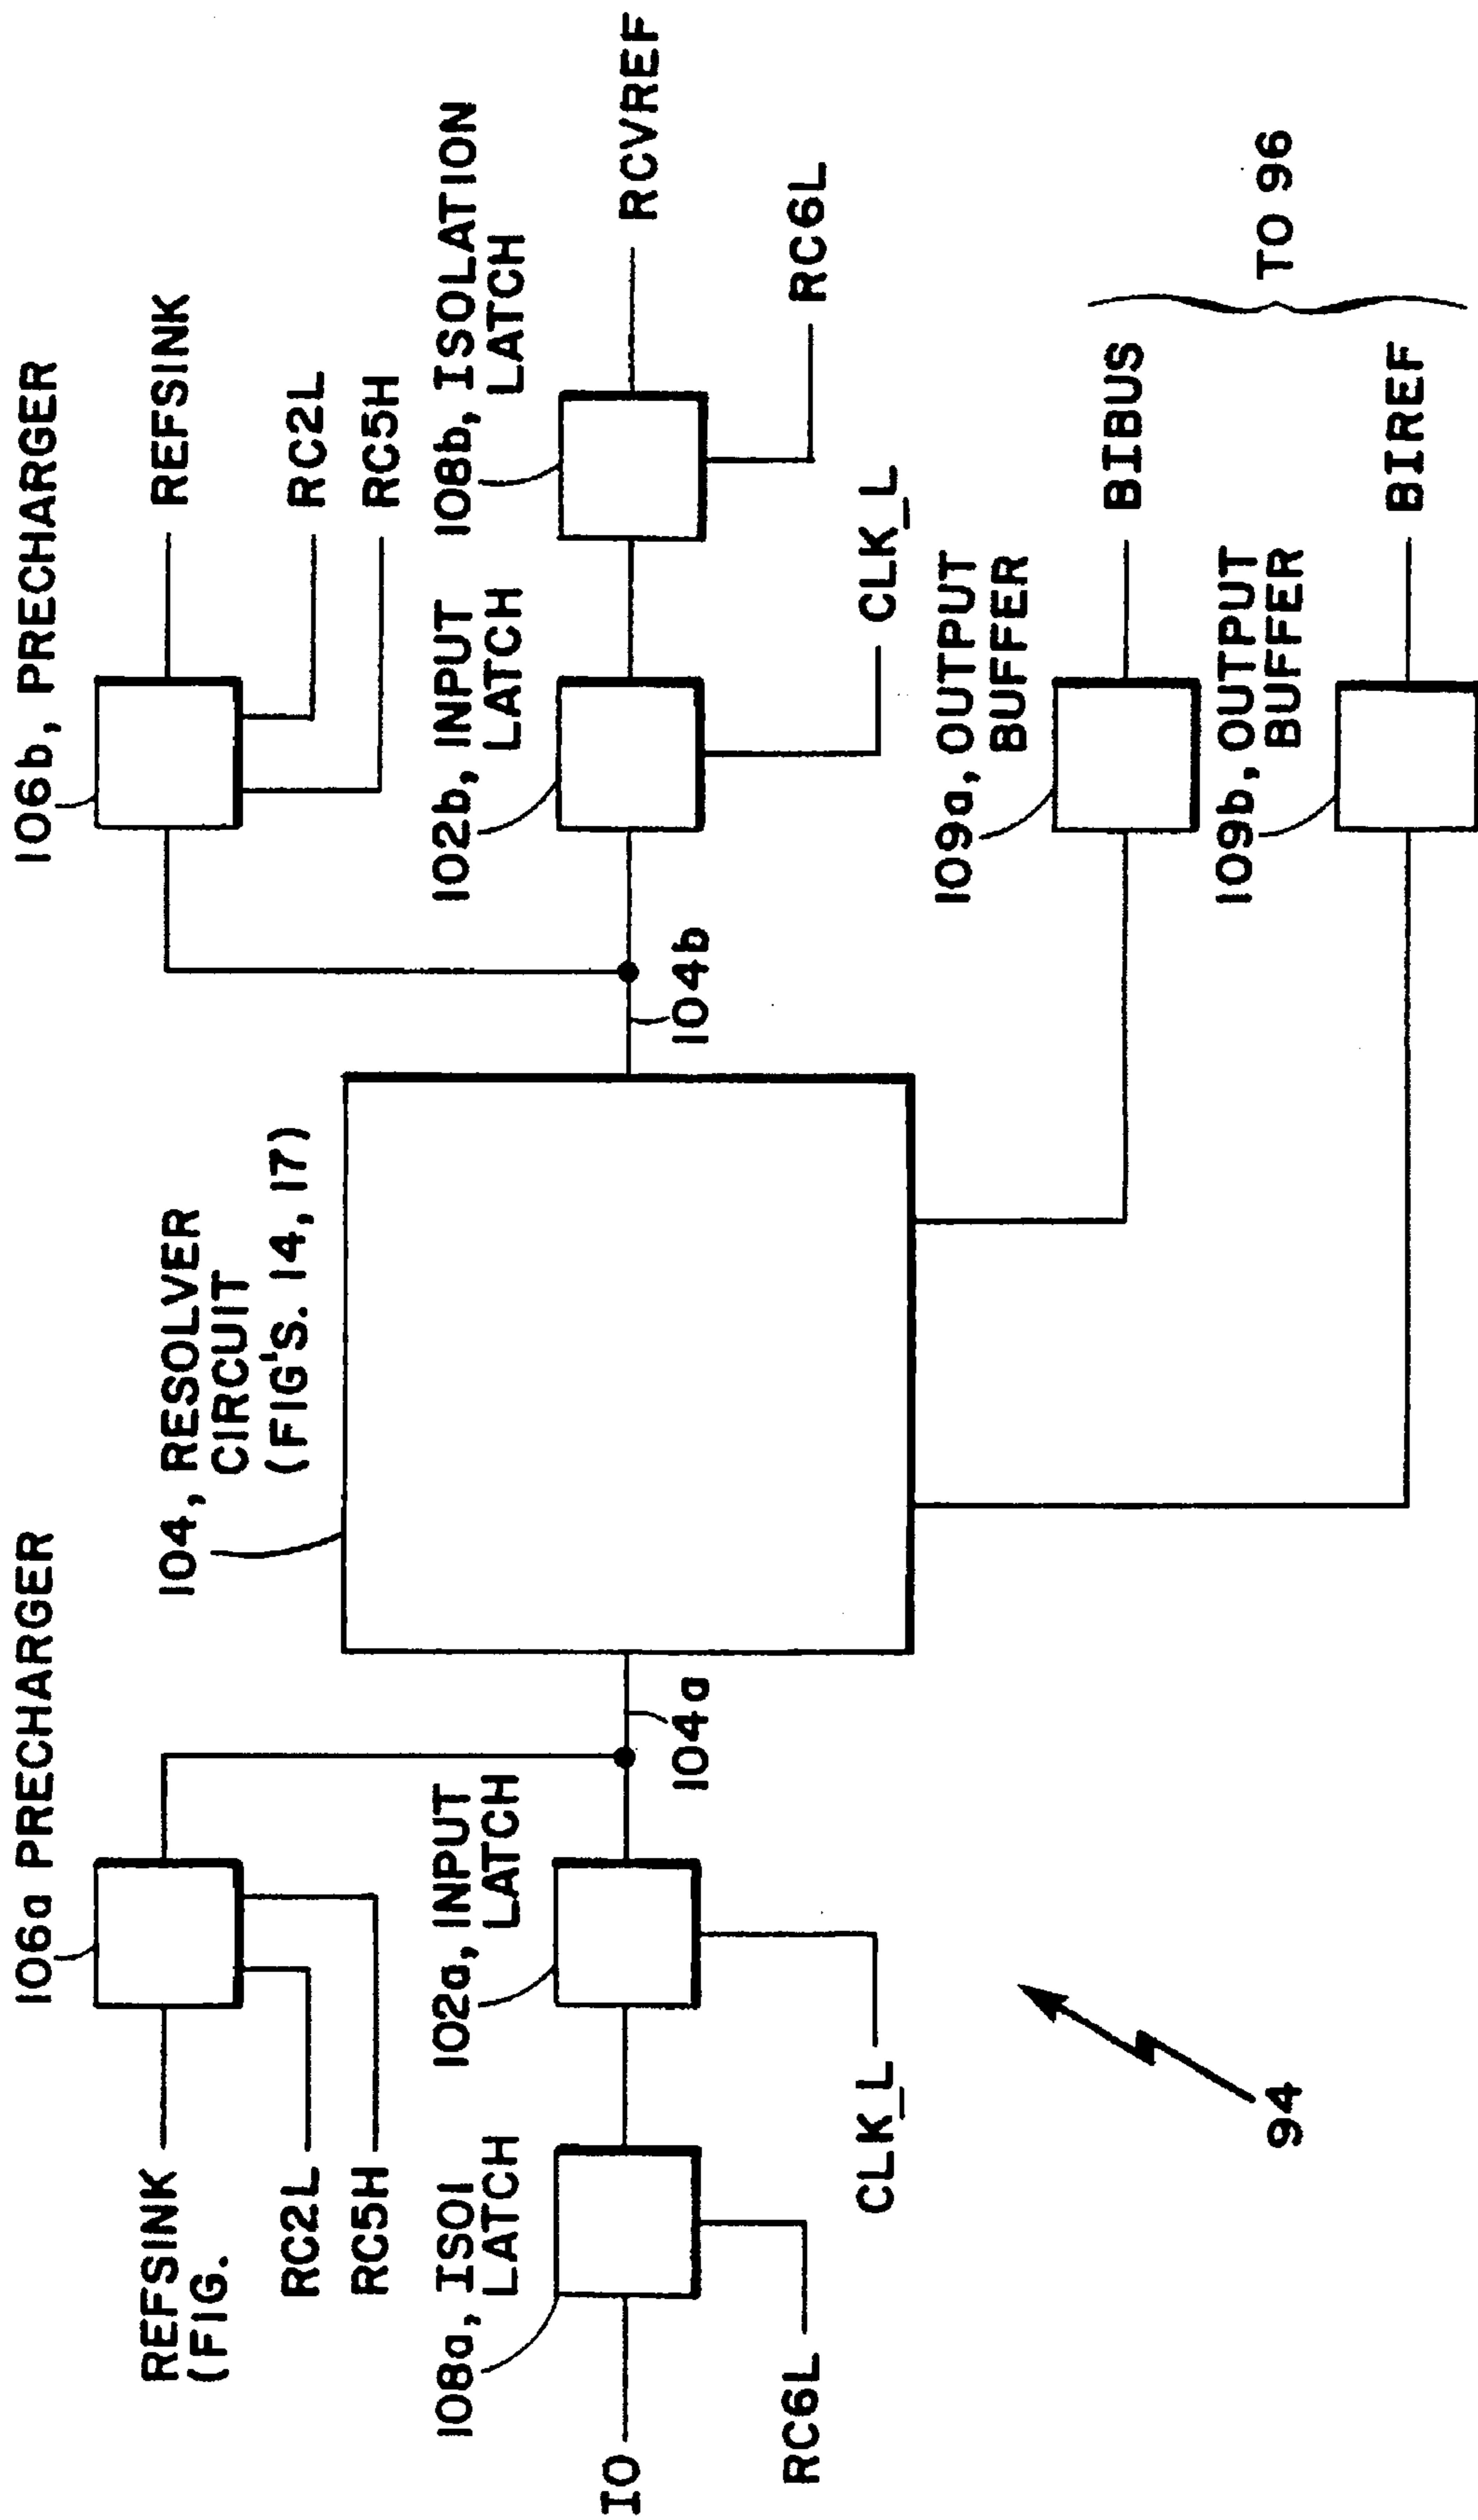 106a PRECHARGER
REFSINK
(FIG.
RC2L
RC5H
108a, ISOL
LATCH
102a, INPUT
LATCH
IO
RC6L
CLK_L
104a
94
104, RESOLVER
CIRCUIT
(FIG'S. 14, 17)
106b, PRECHARGER
REFSINK
RC2L
RC5H
102b, INPUT
LATCH
108b, ISOLATION
LATCH
RCVREF
RC6L
CLK_L
104b
109a, OUTPUT
BUFFER
BIBUS
109b, OUTPUT
BUFFER
BIREF
TO 96